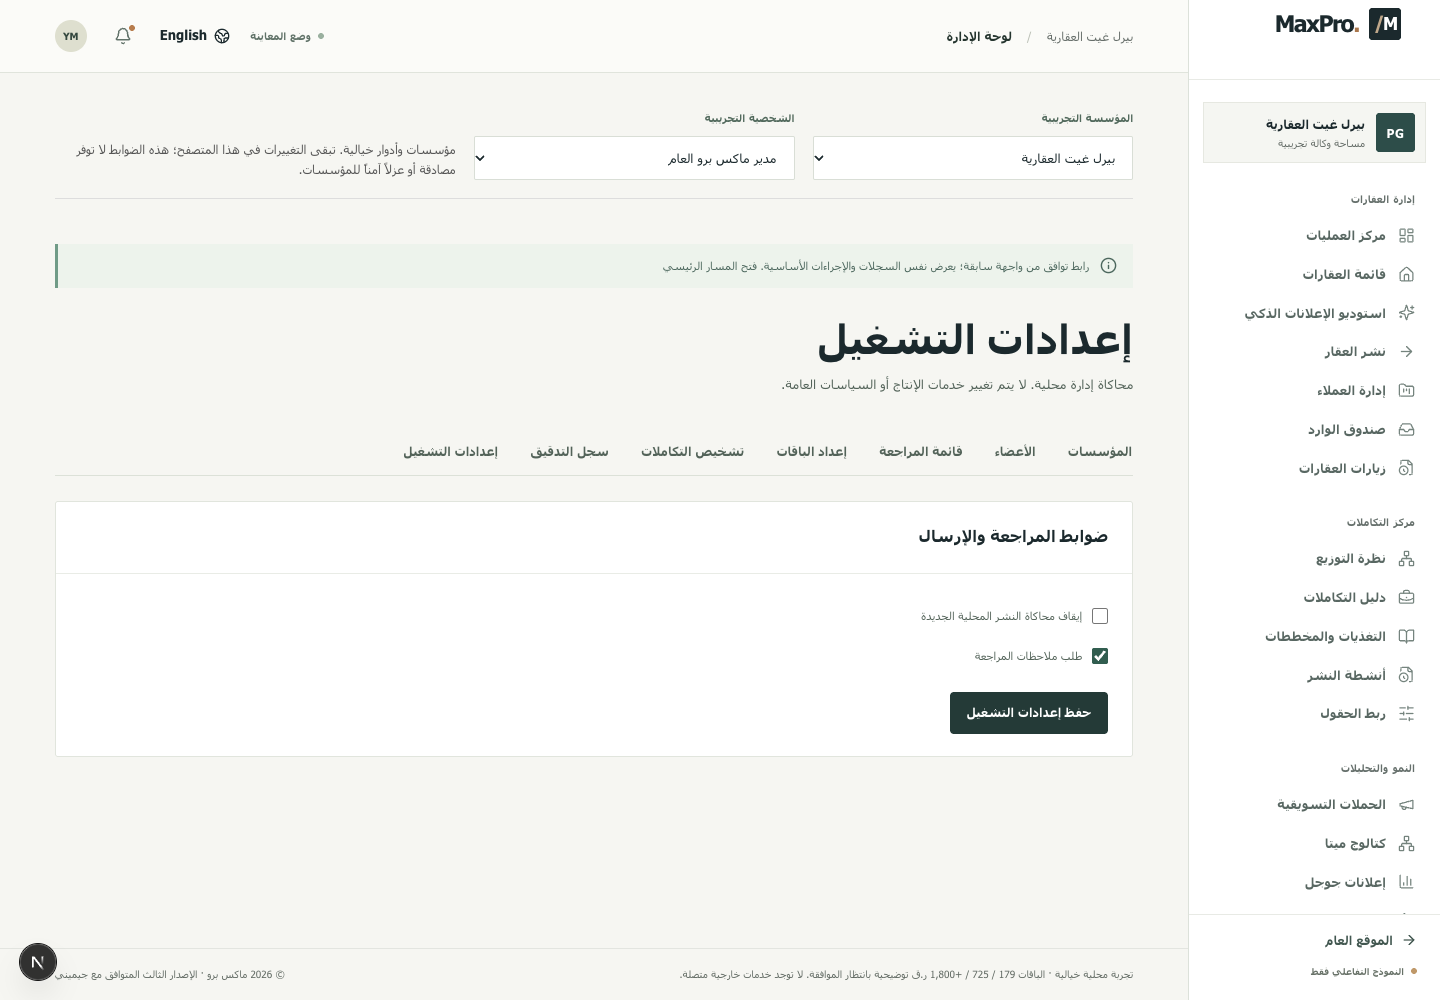 MaxPro.
/M
بيرل غيت العقارية
/
لوحة الإدارة
وضع المعاينة
English
YM
PG
بيرل غيت العقارية
مساحة وكالة تجريبية
إدارة العقارات
مركز العمليات
قائمة العقارات
استوديو الإعلانات الذكي
نشر العقار
إدارة العملاء
صندوق الوارد
زيارات العقارات
مركز التكاملات
نظرة التوزيع
دليل التكاملات
التغذيات والمخططات
أنشطة النشر
ربط الحقول
النمو والتحليلات
الحملات التسويقية
كتالوج ميتا
إعلانات جوجل
الموقع العام
النموذج التفاعلي فقط
المؤسسة التجريبية
بيرل غيت العقارية
الشخصية التجريبية
مدير ماكس برو العام
مؤسسات وأدوار خيالية. تبقى التغييرات في هذا المتصفح؛ هذه الضوابط لا توفر
مصادقة أو عزلاً آمناً للمؤسسات.
رابط توافق من واجهة سابقة؛ يعرض نفس السجلات والإجراءات الأساسية. فتح المسار الرئيسي
إعدادات التشغيل
محاكاة إدارة محلية. لا يتم تغيير خدمات الإنتاج أو السياسات العامة.
المؤسسات
الأعضاء
قائمة المراجعة
إعداد الباقات
تشخيص التكاملات
سجل التدقيق
إعدادات التشغيل
ضوابط المراجعة والإرسال
إيقاف محاكاة النشر المحلية الجديدة
طلب ملاحظات المراجعة
حفظ إعدادات التشغيل
تجربة محلية خيالية · الباقات 179 / 725 / +1,800 ر.ق توضيحية بانتظار الموافقة. لا توجد خدمات خارجية متصلة.
© 2026 ماكس برو · الإصدار الثالث المتوافق مع جيميني
N